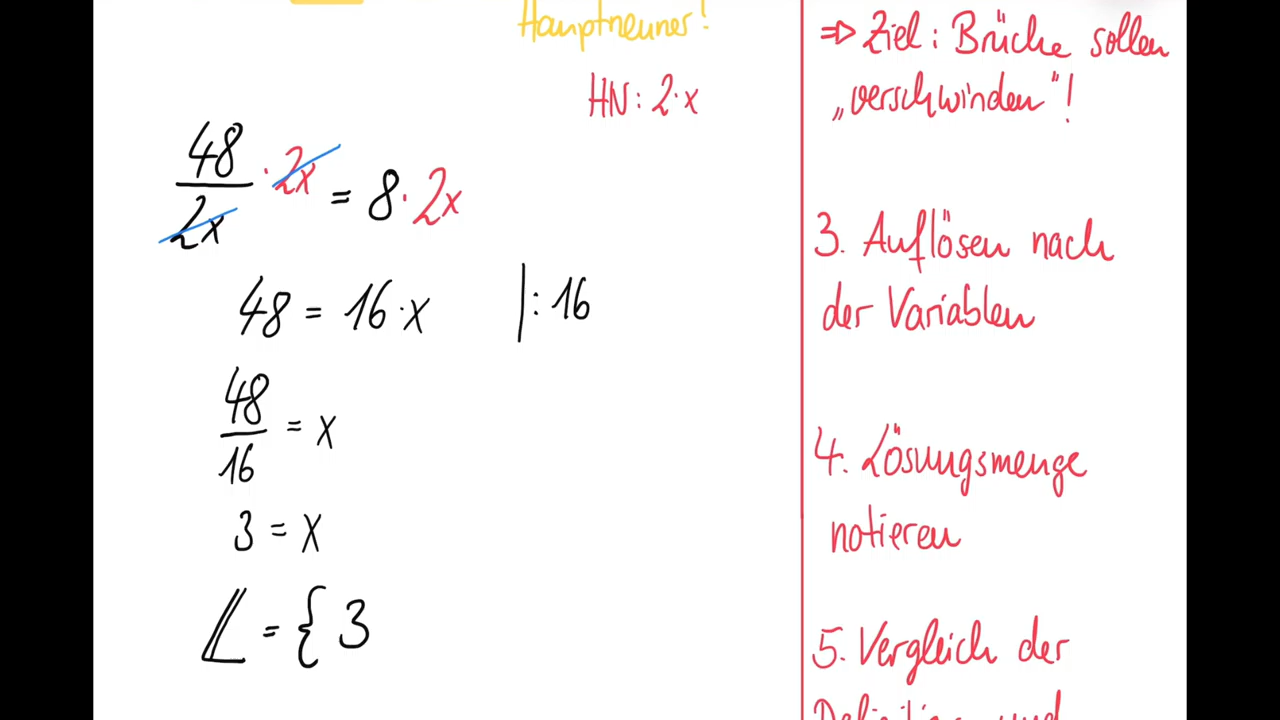 Hauptnenner!
HN: 2·x
48/2x · 2x = 8 · 2x
48 = 16·x |:16
48/16 = x
3 = x
𝕃 = { 3
⇒ Ziel: Brüche sollen
„verschwinden"!
3. Auflösen nach
der Variablen
4. Lösungsmenge
notieren
5. Vergleich der